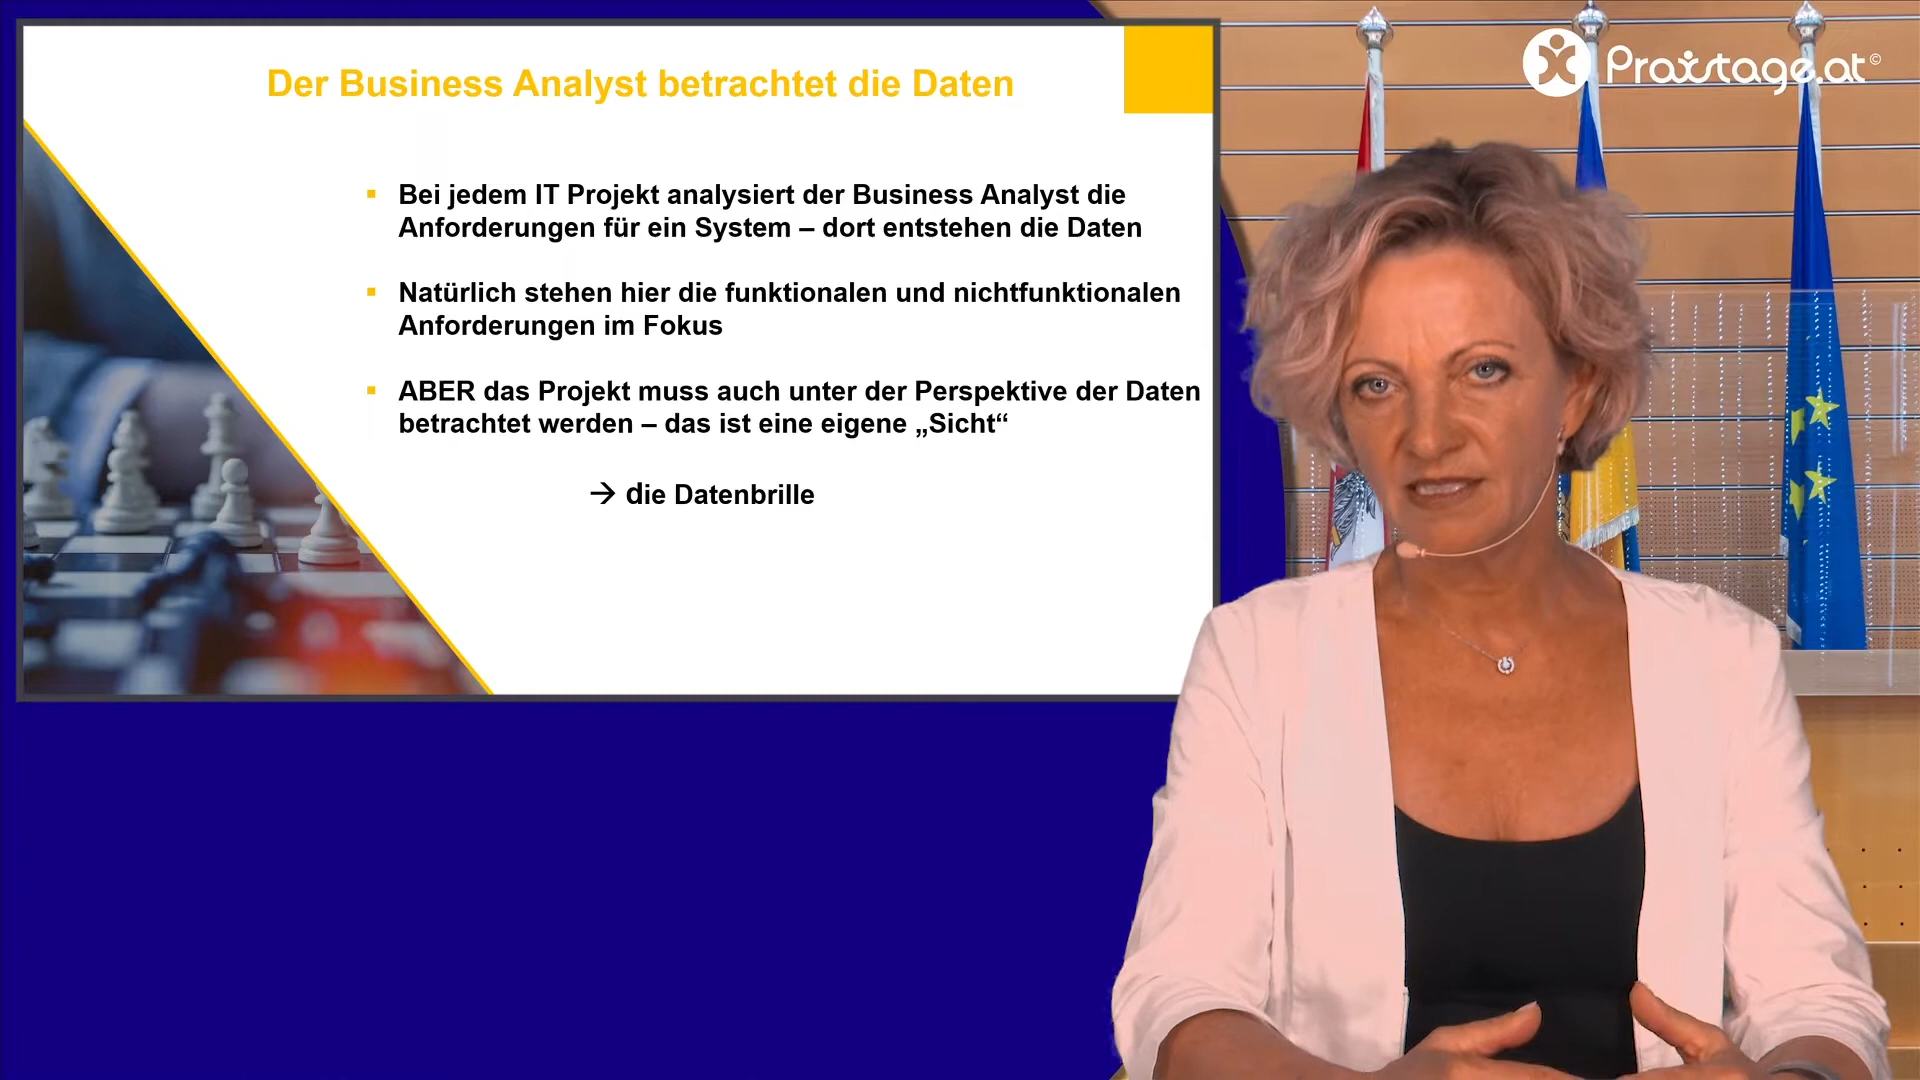 Der Business Analyst betrachtet die Daten
Praxistage.at©
Bei jedem IT Projekt analysiert der Business Analyst die
Anforderungen für ein System – dort entstehen die Daten
Natürlich stehen hier die funktionalen und nichtfunktionalen
Anforderungen im Fokus
ABER das Projekt muss auch unter der Perspektive der Daten
betrachtet werden – das ist eine eigene „Sicht“
→ die Datenbrille